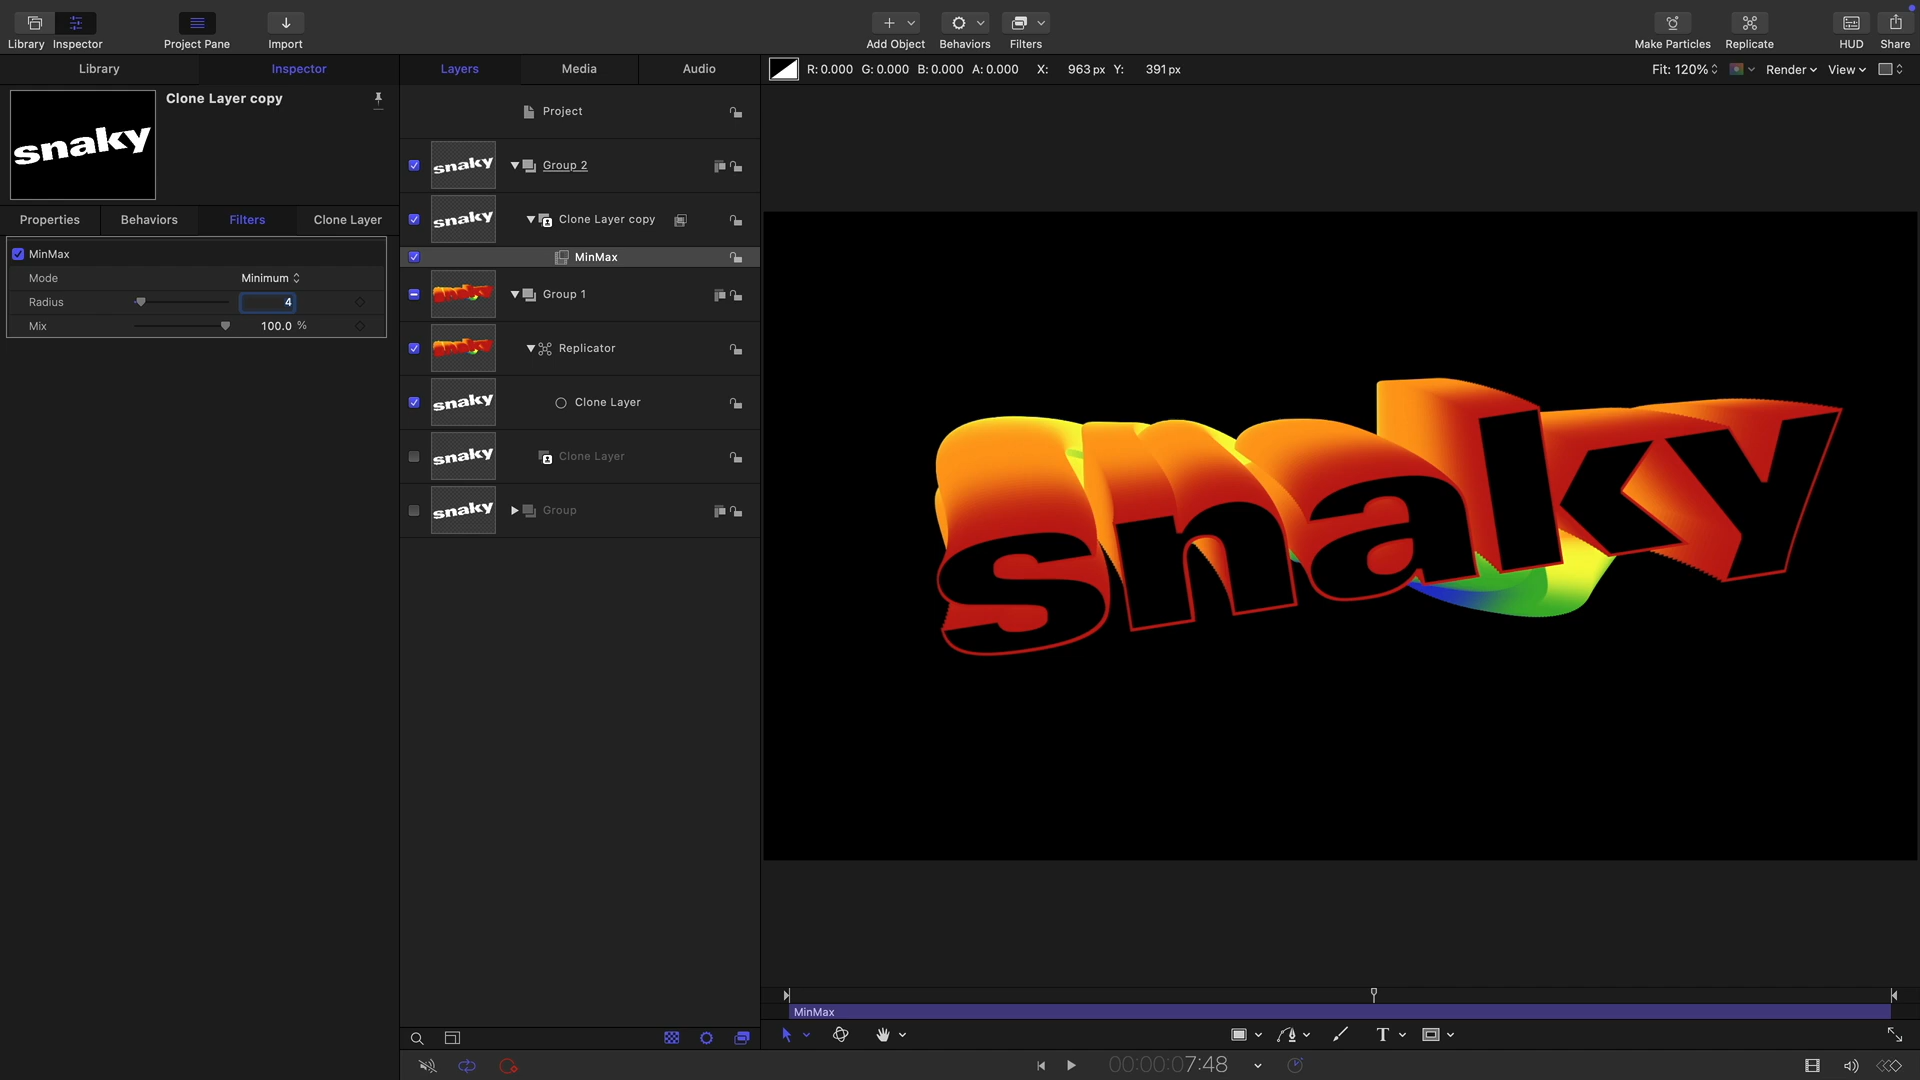 Library Inspector Project Pane Import Add Object Behaviors Filters Make Particles Replicate HUD Share
Library Inspector Layers Media Audio R: 0.000 G: 0.000 B: 0.000 A: 0.000 X: 963 px Y: 391 px Fit: 120% Render View
snaky
Clone Layer copy
Properties Behaviors Filters Clone Layer
MinMax
Mode Minimum
Radius 4
Mix 100.0 %
Project
snaky Group 2
snaky Clone Layer copy
MinMax
snaky Group 1
snaky Replicator
snaky Clone Layer
snaky Clone Layer
snaky Group
snaky
MinMax
T
00:00:07:48